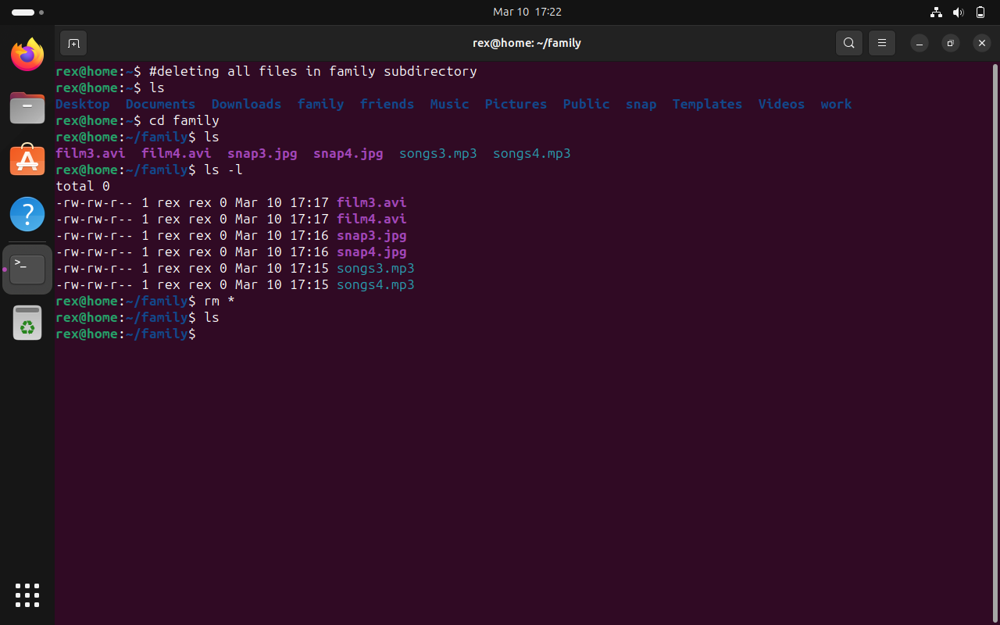 Mar 10 17:22
rex@home: ~/family
rex@home:~$ #deleting all files in family subdirectory
rex@home:~$ ls
Desktop Documents Downloads family friends Music Pictures Public snap Templates Videos work
rex@home:~$ cd family
rex@home:~/family$ ls
film3.avi film4.avi snap3.jpg snap4.jpg songs3.mp3 songs4.mp3
rex@home:~/family$ ls -l
total 0
-rw-rw-r-- 1 rex rex 0 Mar 10 17:17 film3.avi
-rw-rw-r-- 1 rex rex 0 Mar 10 17:17 film4.avi
-rw-rw-r-- 1 rex rex 0 Mar 10 17:16 snap3.jpg
-rw-rw-r-- 1 rex rex 0 Mar 10 17:16 snap4.jpg
-rw-rw-r-- 1 rex rex 0 Mar 10 17:15 songs3.mp3
-rw-rw-r-- 1 rex rex 0 Mar 10 17:15 songs4.mp3
rex@home:~/family$ rm *
rex@home:~/family$ ls
rex@home:~/family$